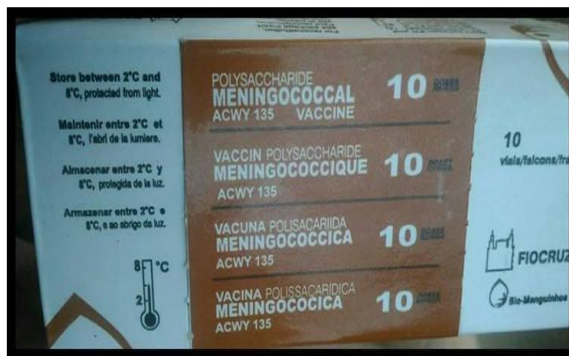 Store between 2°C and
8°C, protected from light.
Maintenir entre 2°C et
8°C, l'abri de la lumiere.
Almacenar entre 2°C y
8°C, protegida de la luz.
Armazenar entre 2°C e
8°C, e ao abrigo da luz.
8 °C
2
POLYSACCHARIDE
MENINGOCOCCAL
ACWY 135 VACCINE
10
VACCIN POLYSACCHARIDE
MENINGOCOCCIQUE
ACWY 135
10
VACUNA POLISACARIIDA
MENINGOCOCCICA
ACWY 135
10
VACINA POLISSACARIDICA
MENINGOCOCICA
ACWY 135
10
10
vials/falcons/fra
FIOCRUZ
Bio-Manguinhos